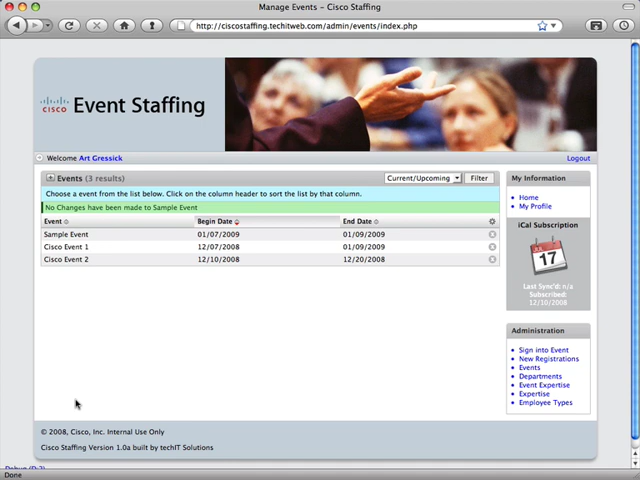 Manage Events – Cisco Staffing
http://ciscostaffing.techitweb.com/admin/events/index.php
CISCO Event Staffing
Welcome Art Gressick
Logout
Events (3 results)
Current/Upcoming
Filter
Choose a event from the list below. Click on the column header to sort the list by that column.
No Changes have been made to Sample Event
Event Begin Date End Date
Sample Event 01/07/2009 01/09/2009
Cisco Event 1 12/07/2008 01/09/2009
Cisco Event 2 12/10/2008 12/20/2008
My Information
Home
My Profile
iCal Subscription
17
Last Sync'd: n/a
Subscribed:
12/10/2008
Administration
Sign into Event
New Registrations
Events
Departments
Event Expertise
Expertise
Employee Types
© 2008, Cisco, Inc. Internal Use Only
Cisco Staffing Version 1.0a built by techIT Solutions
Done